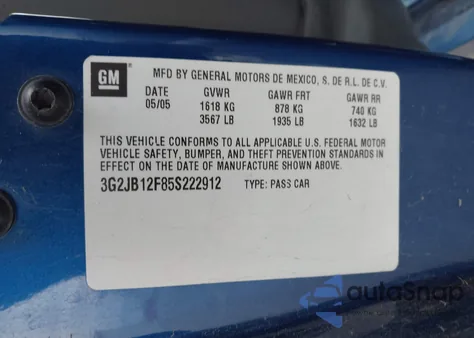 GM MFD BY GENERAL MOTORS DE MEXICO, S. DE R.L. DE C.V.
DATE GVWR GAWR FRT GAWR RR
05/05 1618 KG 878 KG 740 KG
3567 LB 1935 LB 1632 LB
THIS VEHICLE CONFORMS TO ALL APPLICABLE U.S. FEDERAL MOTOR
VEHICLE SAFETY, BUMPER, AND THEFT PREVENTION STANDARDS IN
EFFECT ON THE DATE OF MANUFACTURE SHOWN ABOVE.
3G2JB12F85S222912 TYPE: PASS CAR
autoSnap